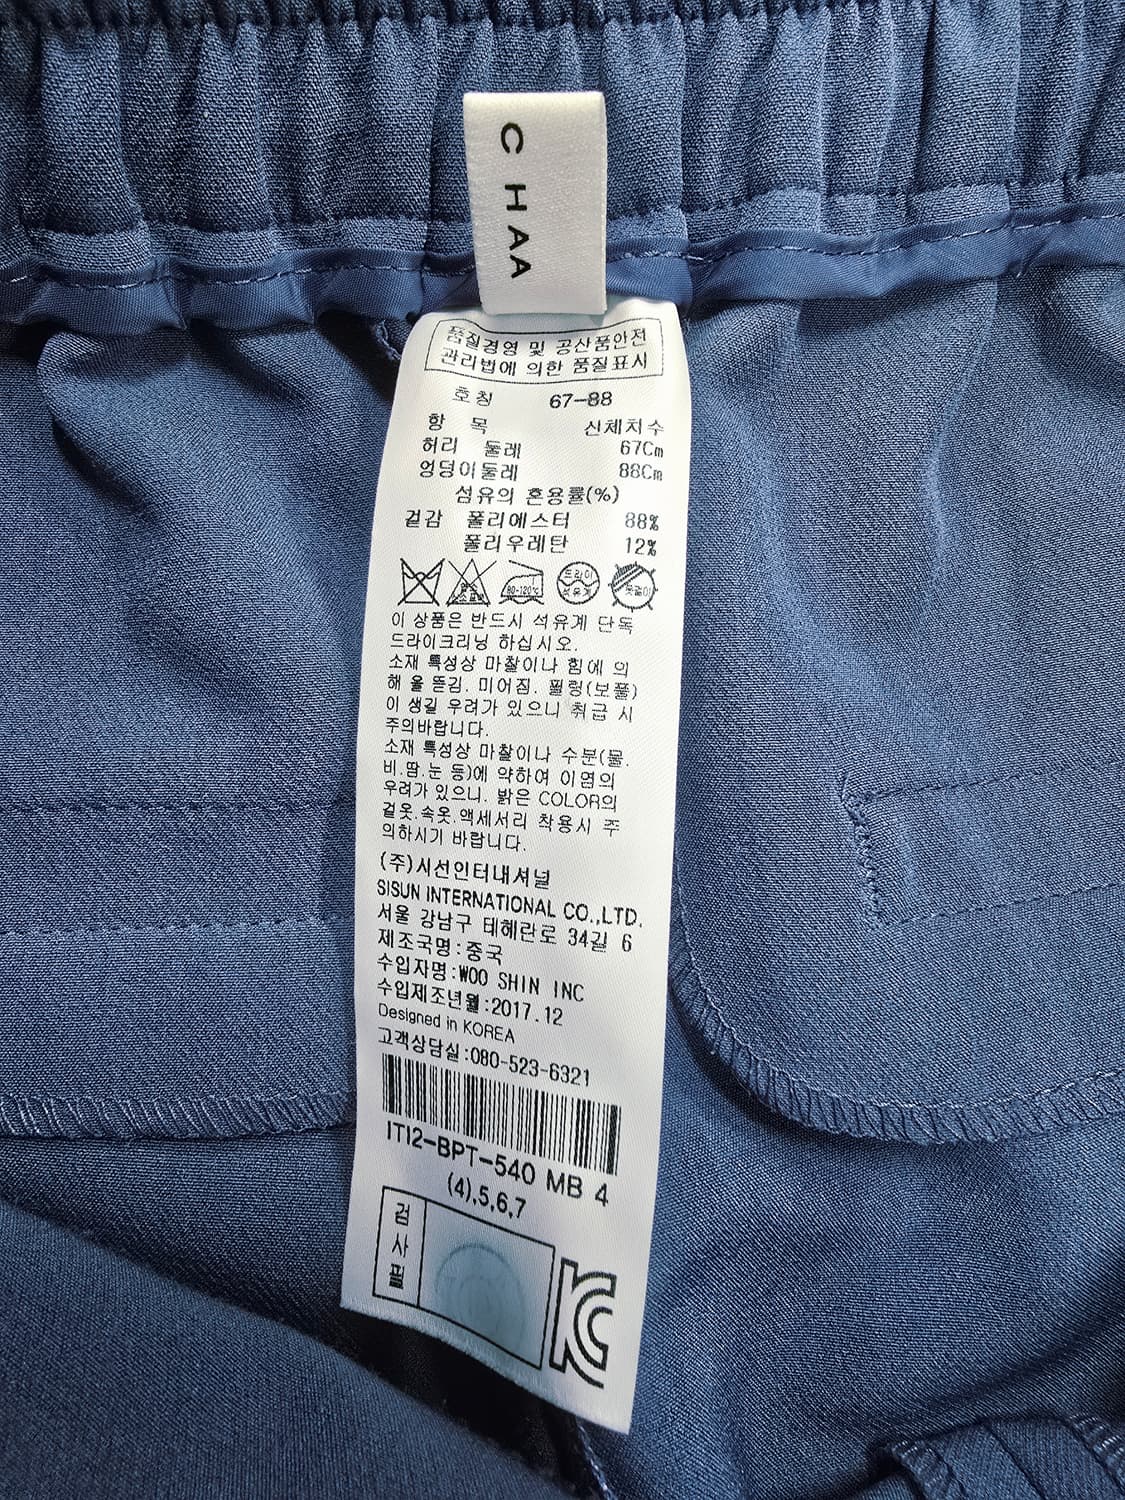 C HAA
품질경영 및 공산품안전
관리법에 의한 품질표시
호칭 67-88
항 목 신체치수
허리 둘레 67Cm
엉덩이둘레 88Cm
섬유의 혼용률(%)
겉감 폴리에스터 88%
폴리우레탄 12%
80-120℃ 드라이 석유계 옷걸이
이 상품은 반드시 석유계 단독
드라이크리닝 하십시오.
소재 특성상 마찰이나 힘에 의
해 올 뜯김. 미어짐. 필링(보풀)
이 생길 우려가 있으니 취급 시
주의바랍니다.
소재 특성상 마찰이나 수분(물.
비.땀.눈 등)에 약하여 이염의
우려가 있으니. 밝은 COLOR의
겉옷.속옷.액세서리 착용시 주
의하시기 바랍니다.
(주)시선인터내셔널
SISUN INTERNATIONAL CO.,LTD.
서울 강남구 테헤란로 34길 6
제조국명:중국
수입자명:WOO SHIN INC
수입제조년월:2017.12
Designed in KOREA
고객상담실:080-523-6321
IT12-BPT-540 MB 4
(4),5,6,7
검사필
KC